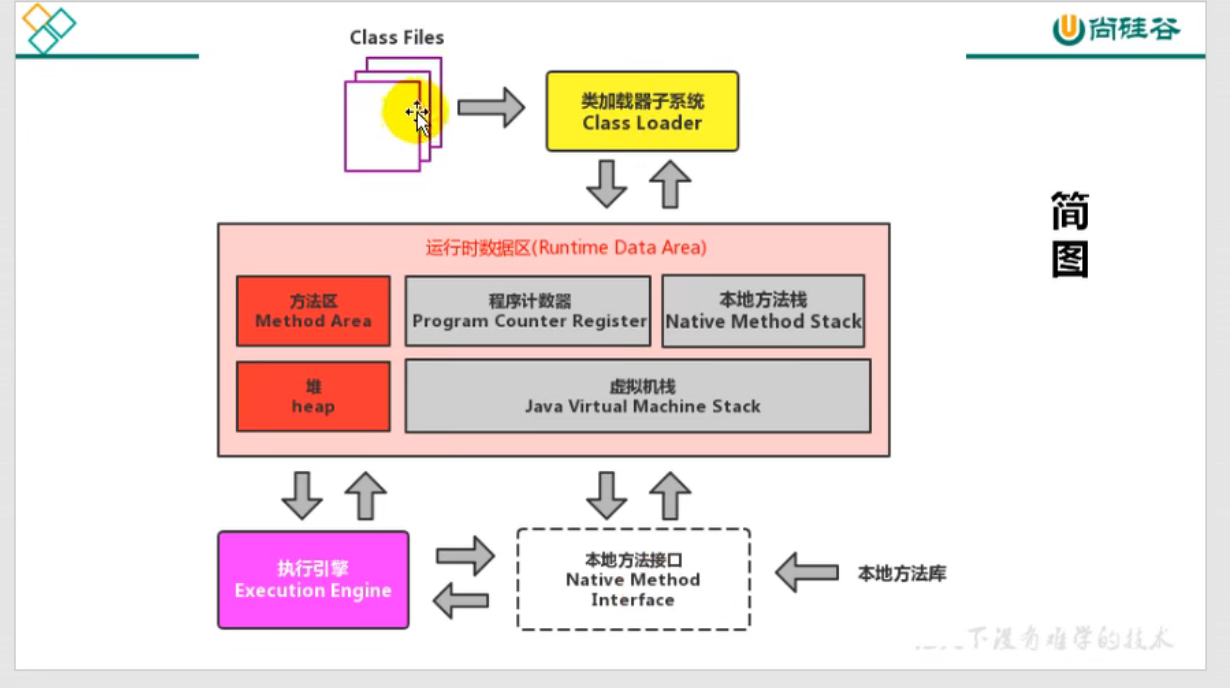 尚硅谷
Class Files
类加载器子系统
Class Loader
简
图
运行时数据区(Runtime Data Area)
方法区
Method Area
程序计数器
Program Counter Register
本地方法栈
Native Method Stack
堆
heap
虚拟机栈
Java Virtual Machine Stack
执行引擎
Execution Engine
本地方法接口
Native Method
Interface
本地方法库
下没有难学的技术